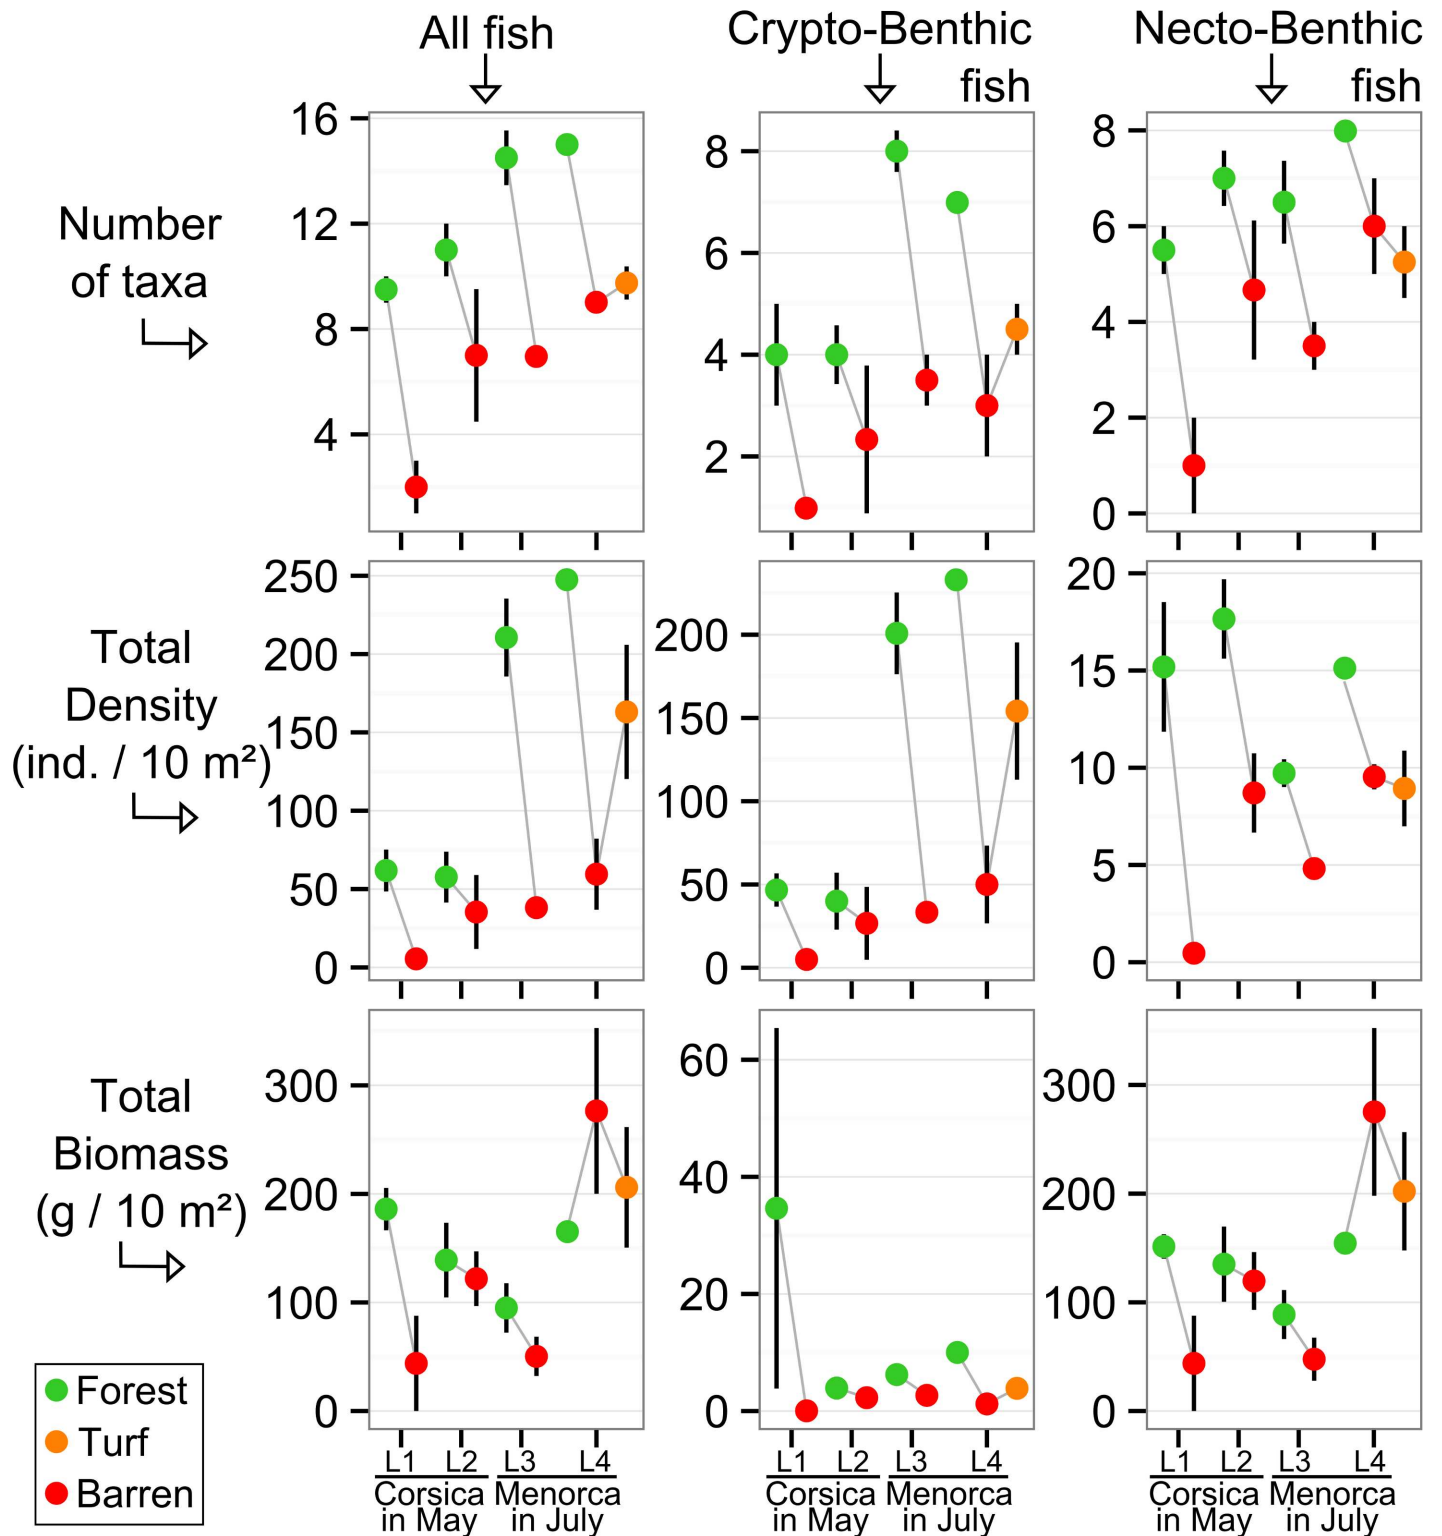 All fish
Crypto-Benthic
fish
Necto-Benthic
fish
Number
of taxa
16
12
8
4
8
6
4
2
8
6
4
2
0
Total
Density
(ind. / 10 m²)
250
200
150
100
50
0
200
150
100
50
0
20
15
10
5
0
Total
Biomass
(g / 10 m²)
300
200
100
0
60
40
20
0
300
200
100
0
Forest
Turf
Barren
L1 L2 L3 L4
Corsica Menorca
in May in July
L1 L2 L3 L4
Corsica Menorca
in May in July
L1 L2 L3 L4
Corsica Menorca
in May in July